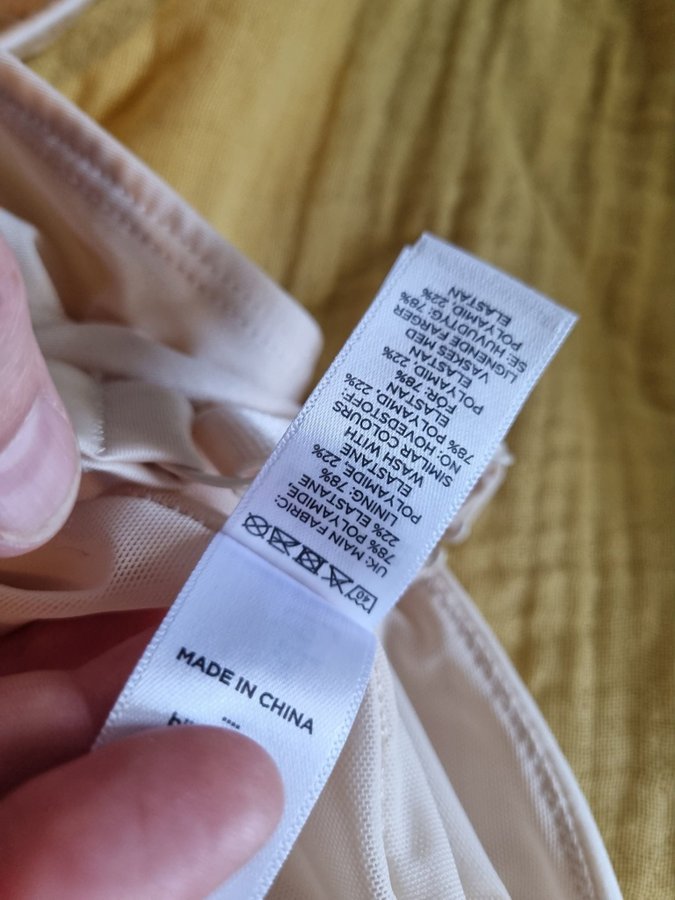 UK: MAIN FABRIC:
78% POLYAMIDE,
22% ELASTANE
LINING: 78%
POLYAMIDE 22%
ELASTANE
WASH WITH
SIMILAR COLOURS
NO: HOVEDSTOFF:
78% POLYAMID 22%
ELASTAN
FÔR: 78%
POLYAMID 22%
ELASTAN
VASKES MED
LIGNENDE FARGER
SE: HUVUDTYG: 78%
POLYAMID, 22%
ELASTAN
40
MADE IN CHINA